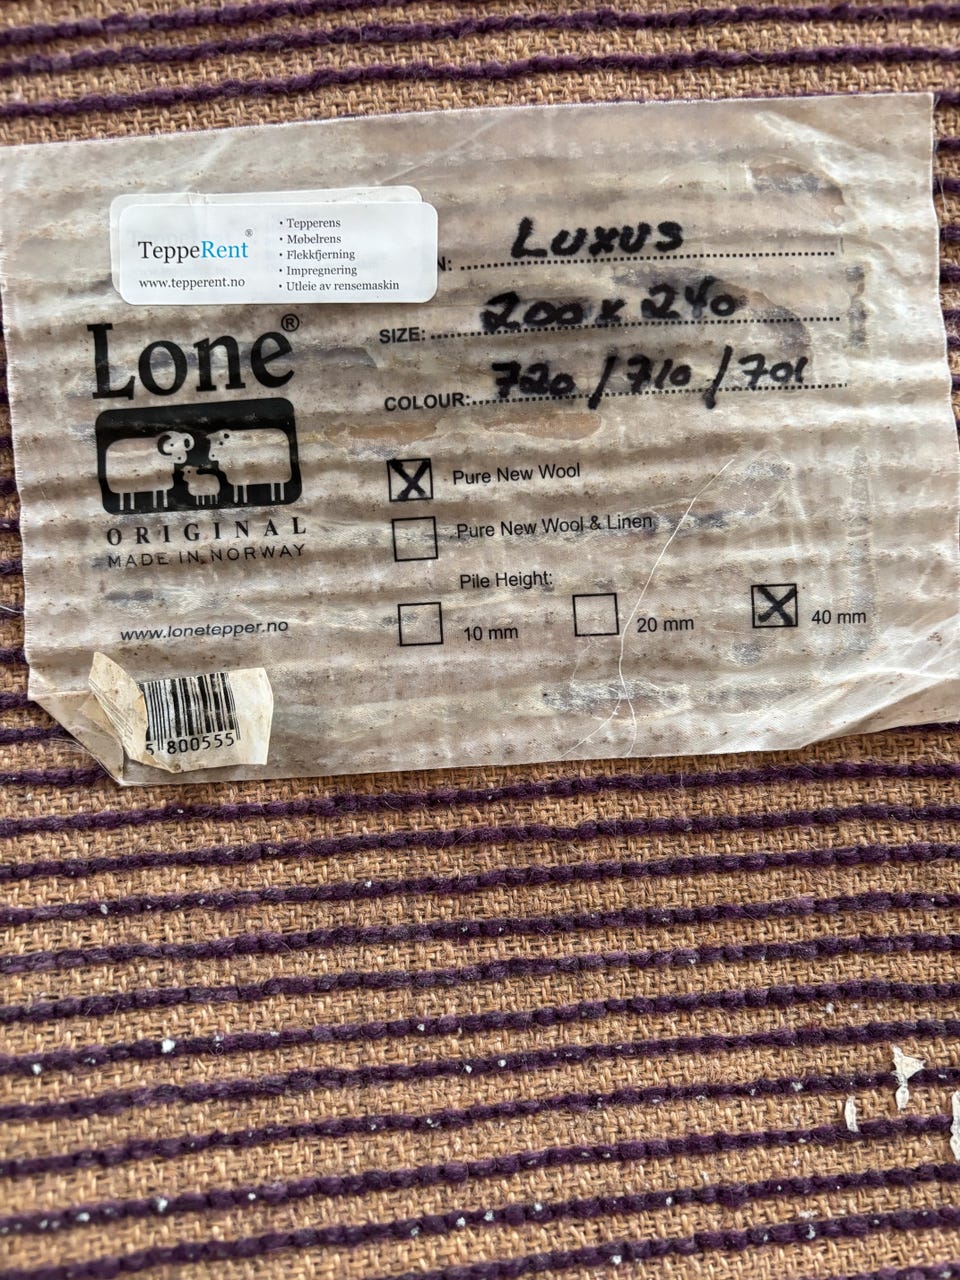 TeppeRent®
www.tepperent.no
• Tepperens
• Møbelrens
• Flekkfjerning
• Impregnering
• Utleie av rensemaskin
N: LUXUS
SIZE: 200 x 240
COLOUR: 720 / 710 / 701
Lone®
ORIGINAL
MADE IN NORWAY
www.lonetepper.no
X Pure New Wool
Pure New Wool & Linen
Pile Height:
10 mm 20 mm X 40 mm
5 800555